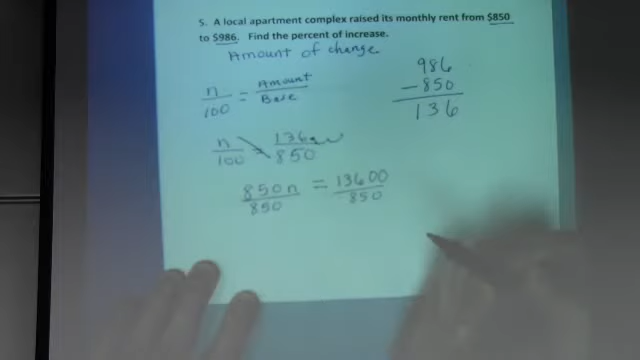 5. A local apartment complex raised its monthly rent from $850
to $986. Find the percent of increase.
Amount of change
n/100 = Amount/Base
986
-850
136
n/100 = 136/850
850n/850 = 13600/850